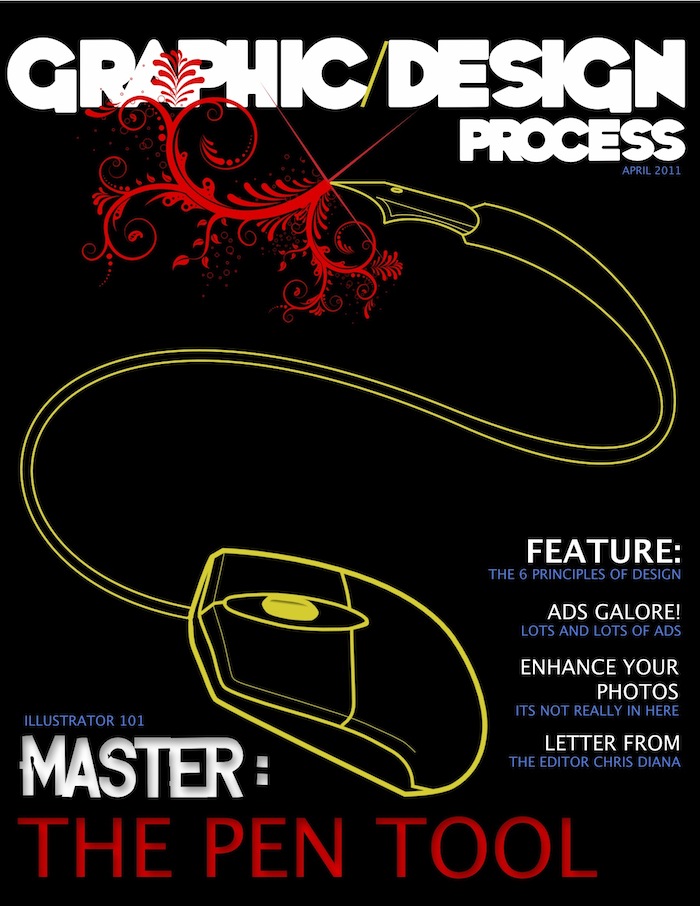 GRAPHIC/DESIGN
PROCESS
APRIL 2011
FEATURE:
THE 6 PRINCIPLES OF DESIGN
ADS GALORE!
LOTS AND LOTS OF ADS
ENHANCE YOUR
PHOTOS
ITS NOT REALLY IN HERE
LETTER FROM
THE EDITOR CHRIS DIANA
ILLUSTRATOR 101
MASTER:
THE PEN TOOL